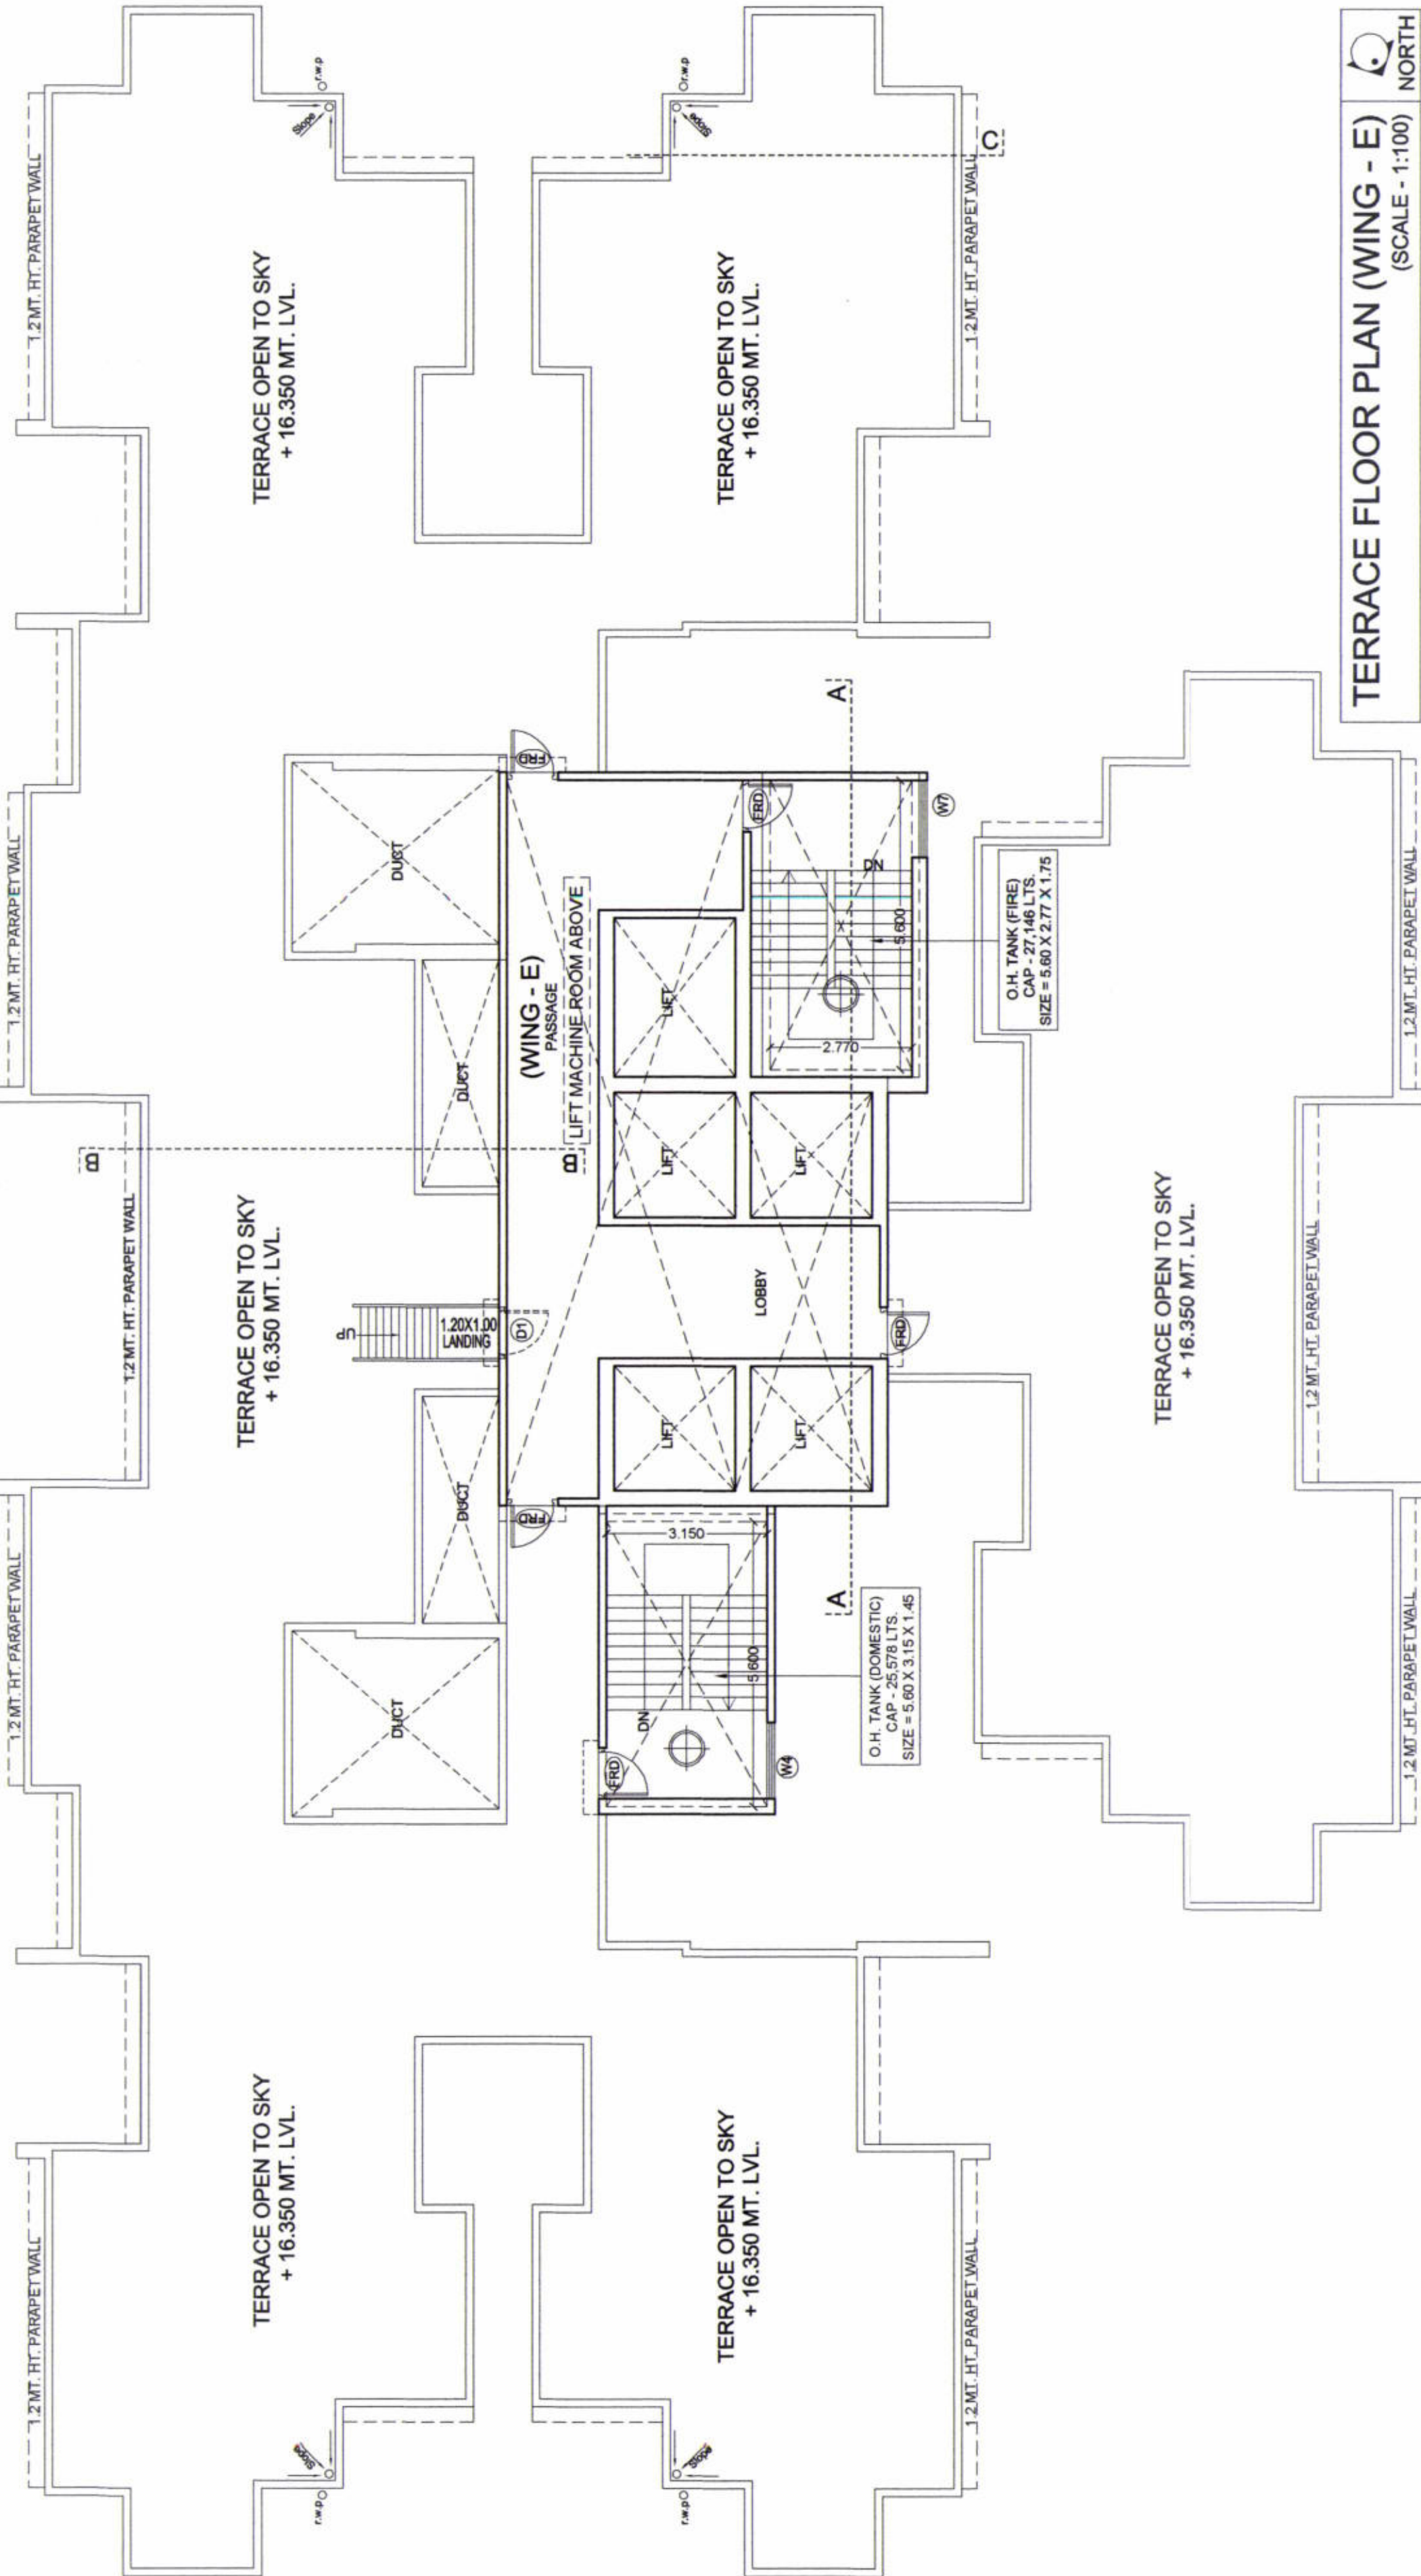 1.2 MT. HT. PARAPET WALL
1.2 MT. HT. PARAPET WALL
1.2 MT. HT. PARAPET WALL
1.2 MT. HT. PARAPET WALL
1.2 MT. HT. PARAPET WALL
r.w.p
Slope
TERRACE OPEN TO SKY
+ 16.350 MT. LVL.
TERRACE OPEN TO SKY
+ 16.350 MT. LVL.
TERRACE OPEN TO SKY
+ 16.350 MT. LVL.
Slope
r.w.p
B
B
UP
1.20X1.00
LANDING
D1
DUCT
DUCT
DUCT
DUCT
FRD
FRD
(WING - E)
PASSAGE
LIFT MACHINE ROOM ABOVE
LIFT
LIFT
LIFT
LIFT
LIFT
LOBBY
FRD
3.150
5.600
DN
FRD
W4
FRD
DN
5.600
2.770
W7
A
A
O.H. TANK (DOMESTIC)
CAP - 25,578 LTS.
SIZE = 5.60 X 3.15 X 1.45
O.H. TANK (FIRE)
CAP - 27,146 LTS.
SIZE = 5.60 X 2.77 X 1.75
r.w.p
Slope
TERRACE OPEN TO SKY
+ 16.350 MT. LVL.
TERRACE OPEN TO SKY
+ 16.350 MT. LVL.
Slope
r.w.p
1.2 MT. HT. PARAPET WALL
1.2 MT. HT. PARAPET WALL
C
TERRACE OPEN TO SKY
+ 16.350 MT. LVL.
1.2 MT. HT. PARAPET WALL
1.2 MT. HT. PARAPET WALL
1.2 MT. HT. PARAPET WALL
TERRACE FLOOR PLAN (WING - E)
(SCALE - 1:100)
NORTH